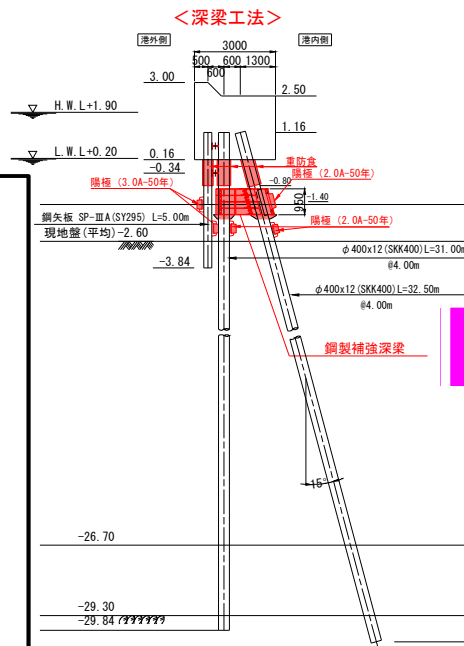 ＜深梁工法＞
港外側
港内側
3000
500
600
600
1300
3.00
2.50
H.W.L+1.90
1.16
L.W.L+0.20
0.16
-0.34
重防食
陽極(2.0A-50年)
陽極(3.0A-50年)
-0.80
950
-1.40
鋼矢板 SP-ⅢA(SY295) L=5.00m
陽極(2.0A-50年)
現地盤(平均)-2.60
φ400x12(SKK400)L=31.00m
@4.00m
-3.84
φ400x12(SKK400)L=32.50m
@4.00m
鋼製補強深梁
15°
-26.70
-29.30
-29.84